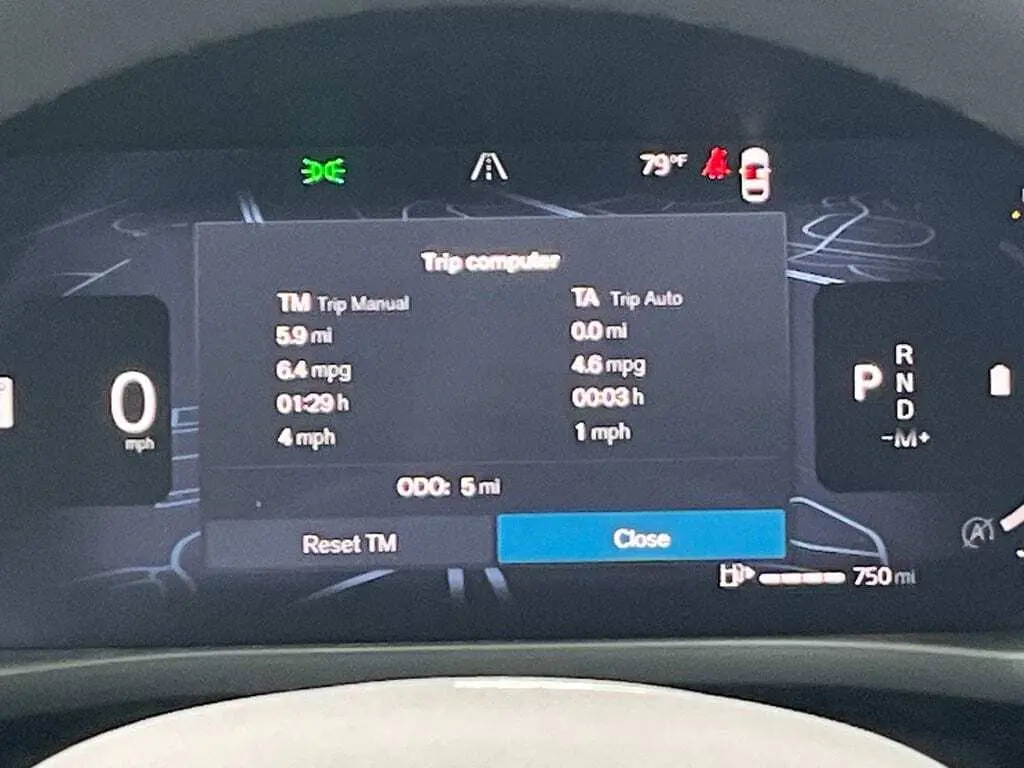 79°F
Trip computer
TM Trip Manual
TA Trip Auto
5.9 mi
0.0 mi
6.4 mpg
4.6 mpg
01:29 h
00:03 h
4 mph
1 mph
ODO: 5 mi
Reset TM
Close
0
mph
P
R
N
D
-M+
A
750 mi